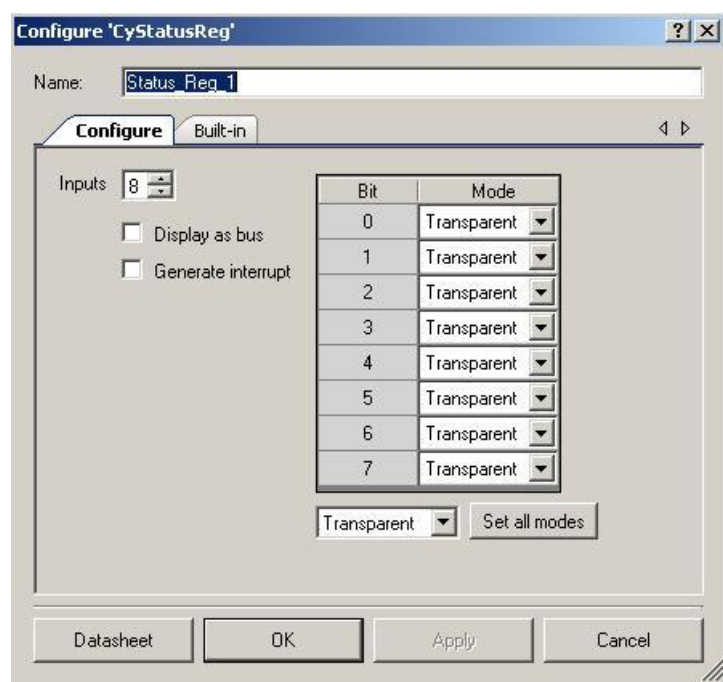 Configure 'CyStatusReg'
Name: Status_Reg_1
Configure Built-in
Inputs 8
Display as bus
Generate interrupt
Bit Mode
0 Transparent
1 Transparent
2 Transparent
3 Transparent
4 Transparent
5 Transparent
6 Transparent
7 Transparent
Transparent Set all modes
Datasheet OK Apply Cancel